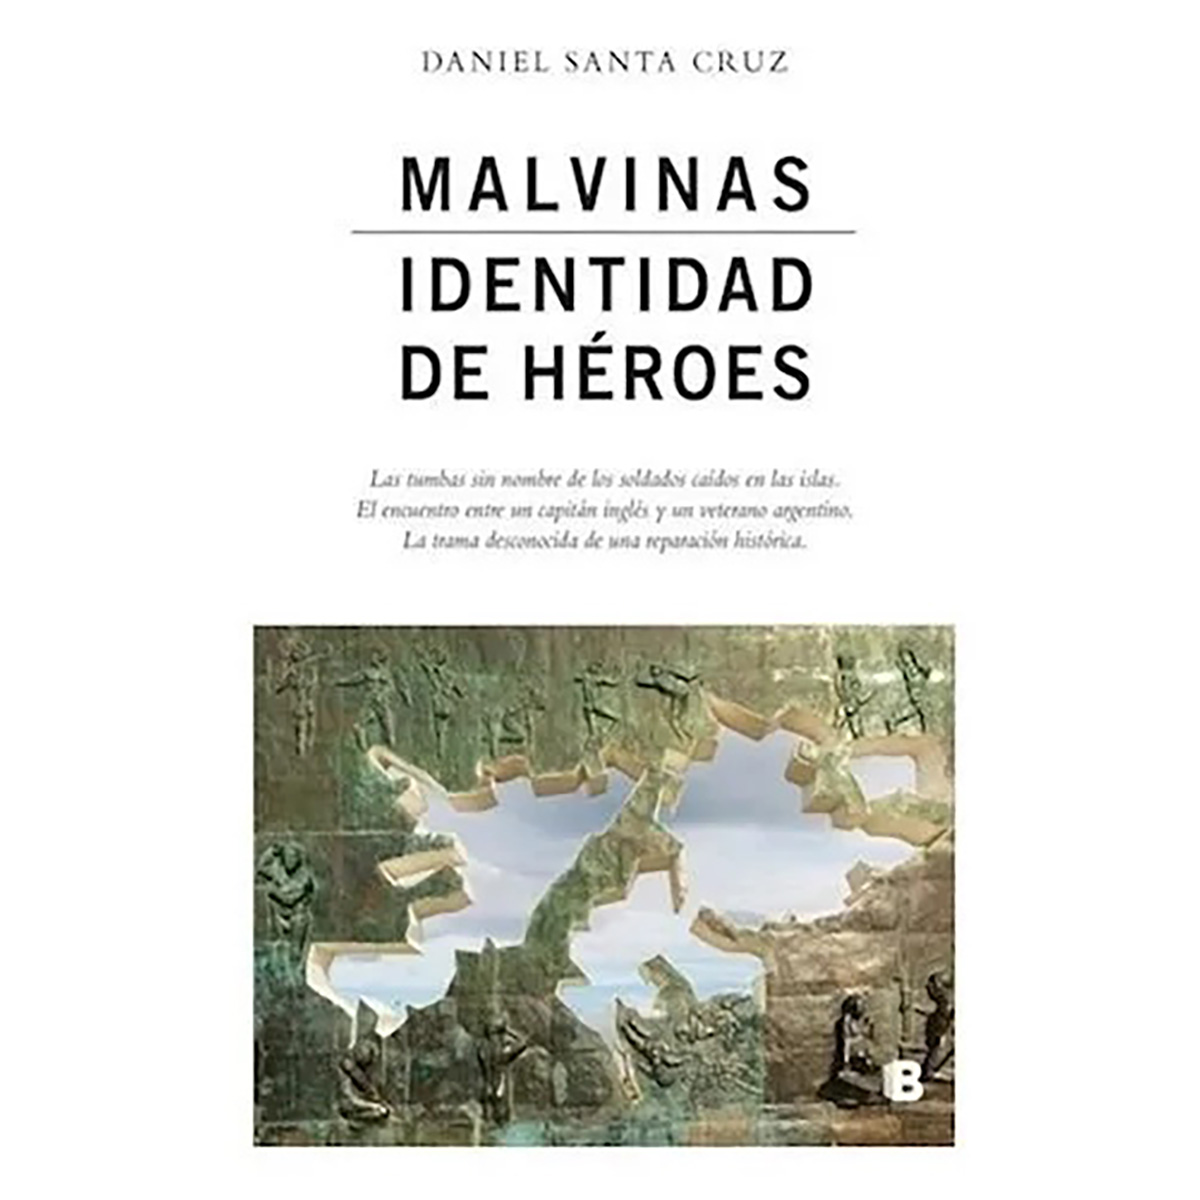 DANIEL SANTA CRUZ
MALVINAS
IDENTIDAD
DE HÉROES
Las tumbas sin nombre de los soldados caídos en las islas.
El encuentro entre un capitán inglés y un veterano argentino.
La trama desconocida de una reparación histórica.
B